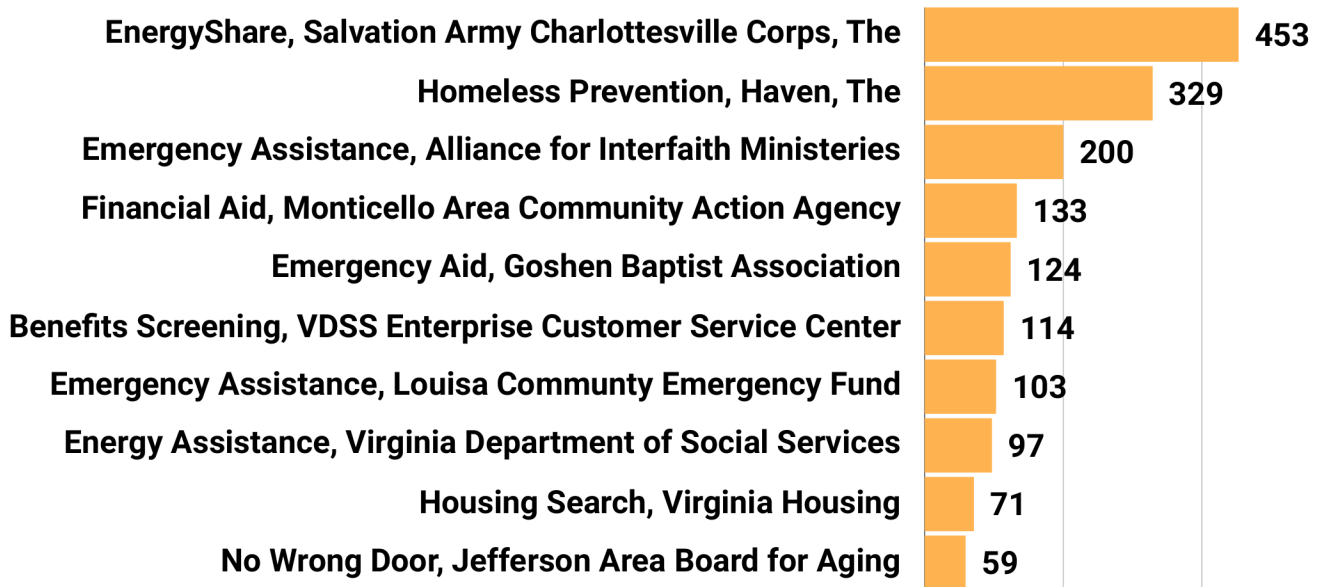 EnergyShare, Salvation Army Charlottesville Corps, The 453
Homeless Prevention, Haven, The 329
Emergency Assistance, Alliance for Interfaith Ministeries 200
Financial Aid, Monticello Area Community Action Agency 133
Emergency Aid, Goshen Baptist Association 124
Benefits Screening, VDSS Enterprise Customer Service Center 114
Emergency Assistance, Louisa Communty Emergency Fund 103
Energy Assistance, Virginia Department of Social Services 97
Housing Search, Virginia Housing 71
No Wrong Door, Jefferson Area Board for Aging 59